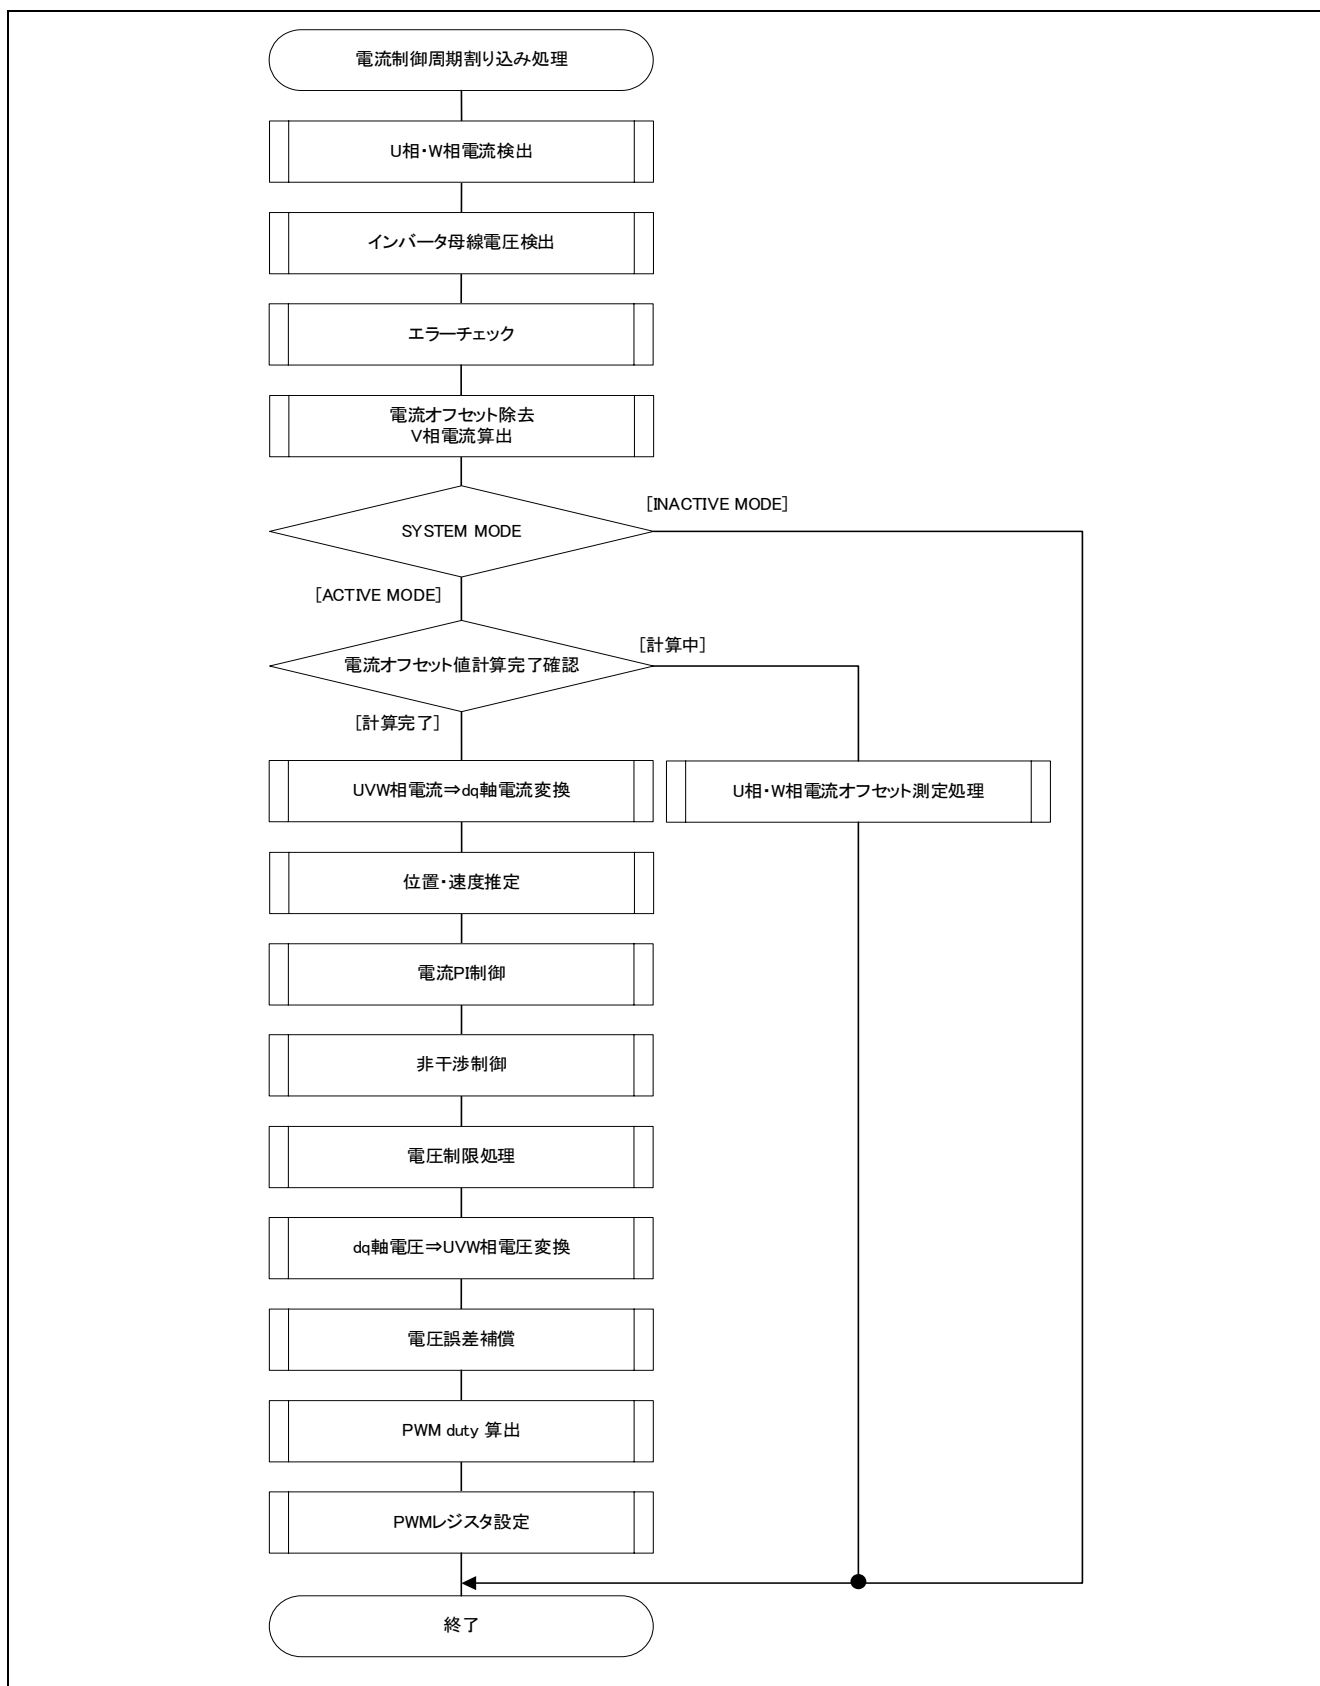 電流制御周期割り込み処理
U相・W相電流検出
インバータ母線電圧検出
エラーチェック
電流オフセット除去
V相電流算出
[INACTIVE MODE]
SYSTEM MODE
[ACTIVE MODE]
[計算中]
電流オフセット値計算完了確認
[計算完了]
UVW相電流⇒dq軸電流変換
U相・W相電流オフセット測定処理
位置・速度推定
電流PI制御
非干渉制御
電圧制限処理
dq軸電圧⇒UVW相電圧変換
電圧誤差補償
PWM duty 算出
PWMレジスタ設定
終了